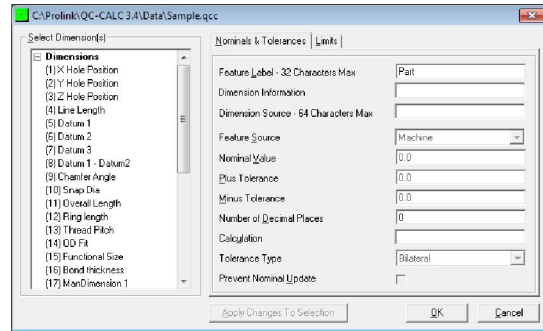 C:\Prolink\QC-CALC 3.4\Data\Sample.qcc
Select Dimension(s)
Dimensions
(1) X Hole Position
(2) Y Hole Position
(3) Z Hole Position
(4) Line Length
(5) Datum 1
(6) Datum 2
(7) Datum 3
(8) Datum 1 - Datum2
(9) Chamfer Angle
(10) Snap Dia
(11) Overall Length
(12) Ring length
(13) Thread Pitch
(14) OD Fit
(15) Functional Size
(16) Bond thickness
(17) ManDimension 1
Nominals & Tolerances
Limits
Feature Label - 32 Characters Max
Part
Dimension Information
Dimension Source - 64 Characters Max
Feature Source
Machine
Nominal Value
0.0
Plus Tolerance
0.0
Minus Tolerance
0.0
Number of Decimal Places
0
Calculation
Tolerance Type
Bilateral
Prevent Nominal Update
Apply Changes To Selection
OK
Cancel